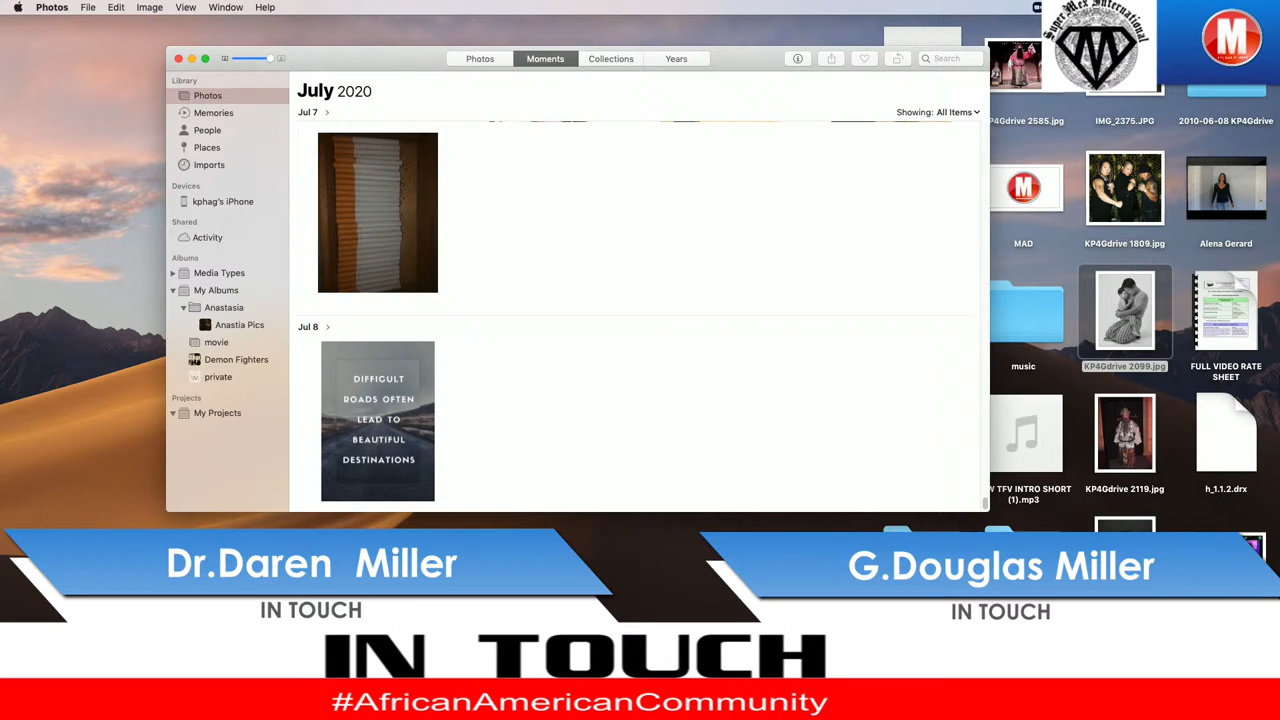 Photos File Edit Image View Window Help
SuperMex International
M
Photos Moments Collections Years
Search
Library
Photos
Memories
People
Places
Imports
Devices
kphag's iPhone
Shared
Activity
Albums
Media Types
My Albums
Anastasia
Anastia Pics
movie
Demon Fighters
private
Projects
My Projects
July 2020
Jul 7 >
Showing: All Items
Jul 8 >
DIFFICULT
ROADS OFTEN
LEAD TO
BEAUTIFUL
DESTINATIONS
KP4Gdrive 2585.jpg
IMG_2375.JPG
2010-06-08 KP4Gdrive
M
MAD
KP4Gdrive 1809.jpg
Alena Gerard
music
KP4Gdrive 2099.jpg
FULL VIDEO RATE
SHEET
TFV INTRO SHORT
(1).mp3
KP4Gdrive 2119.jpg
h_1.1.2.drx
Dr.Daren Miller
IN TOUCH
G.Douglas Miller
IN TOUCH
IN TOUCH
#AfricanAmericanCommunity